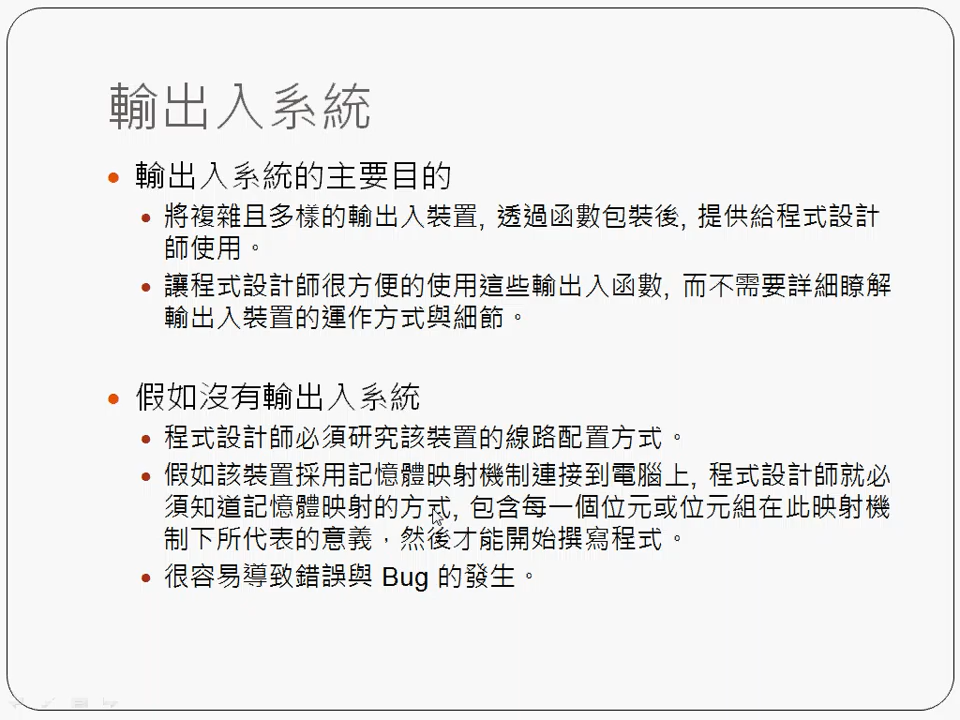 輸出入系統
輸出入系統的主要目的
將複雜且多樣的輸出入裝置, 透過函數包裝後, 提供給程式設計
師使用。
讓程式設計師很方便的使用這些輸出入函數, 而不需要詳細瞭解
輸出入裝置的運作方式與細節。
假如沒有輸出入系統
程式設計師必須研究該裝置的線路配置方式。
假如該裝置採用記憶體映射機制連接到電腦上, 程式設計師就必
須知道記憶體映射的方式, 包含每一個位元或位元組在此映射機
制下所代表的意義，然後才能開始撰寫程式。
很容易導致錯誤與 Bug 的發生。